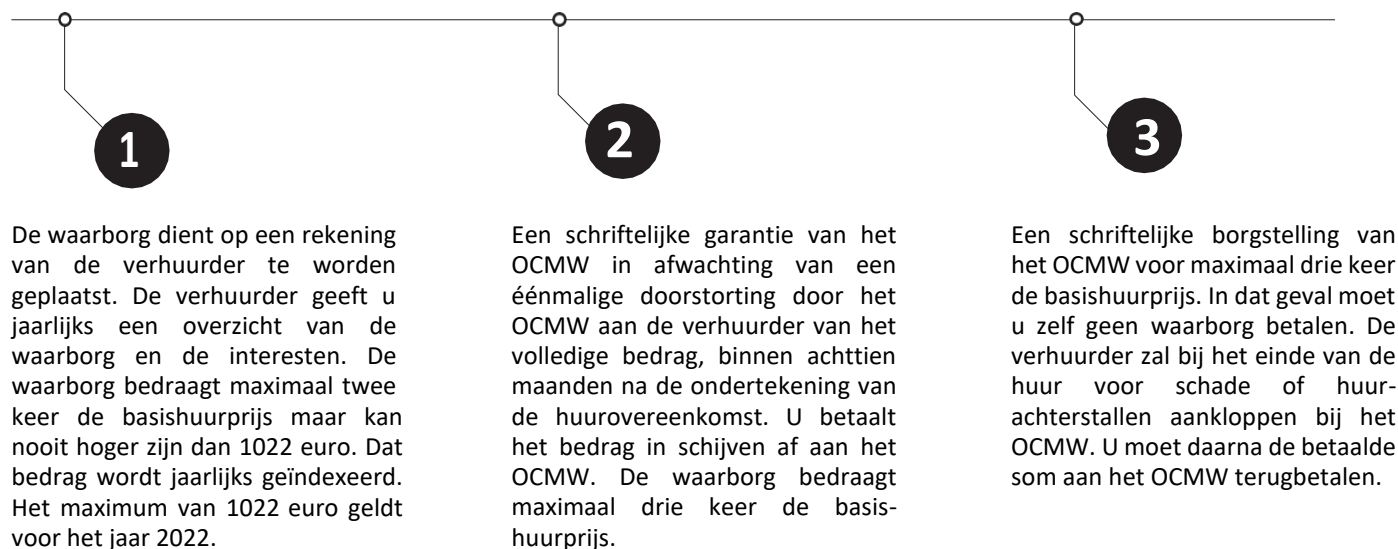 1
De waarborg dient op een rekening
van de verhuurder te worden
geplaatst. De verhuurder geeft u
jaarlijks een overzicht van de
waarborg en de interesten. De
waarborg bedraagt maximaal twee
keer de basishuurprijs maar kan
nooit hoger zijn dan 1022 euro. Dat
bedrag wordt jaarlijks geïndexeerd.
Het maximum van 1022 euro geldt
voor het jaar 2022.
2
Een schriftelijke garantie van het
OCMW in afwachting van een
éénmalige doorstorting door het
OCMW aan de verhuurder van het
volledige bedrag, binnen achttien
maanden na de ondertekening van
de huurovereenkomst. U betaalt
het bedrag in schijven af aan het
OCMW. De waarborg bedraagt
maximaal drie keer de basis-
huurprijs.
3
Een schriftelijke borgstelling van
het OCMW voor maximaal drie keer
de basishuurprijs. In dat geval moet
u zelf geen waarborg betalen. De
verhuurder zal bij het einde van de
huur voor schade of huur-
achterstallen aankloppen bij het
OCMW. U moet daarna de betaalde
som aan het OCMW terugbetalen.